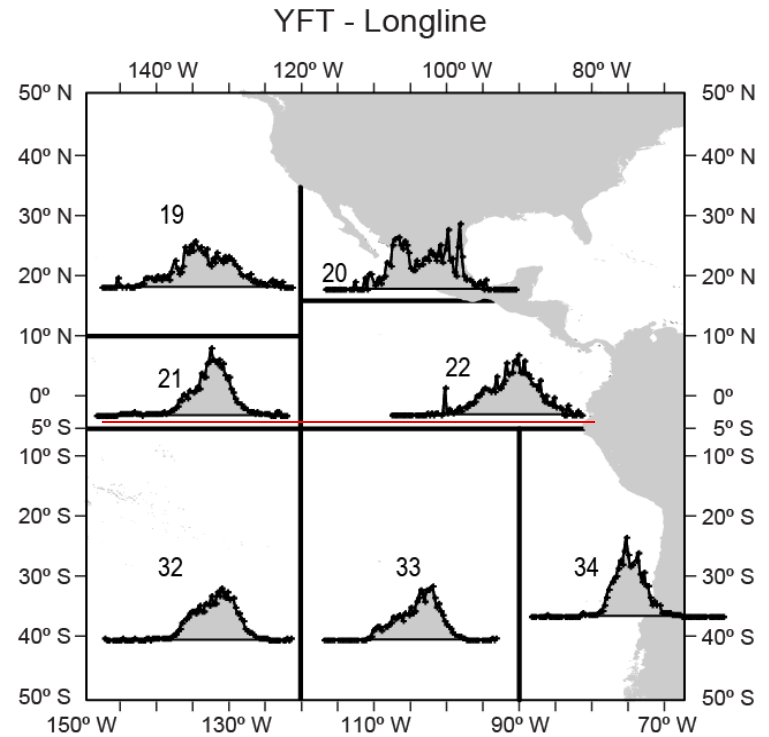 YFT - Longline
140º W 120º W 100º W 80º W
50º N 50º N
40º N 40º N
30º N 30º N
19
20º N 20 20º N
10º N 10º N
21 22
0º 0º
5º S 5º S
10º S 10º S
20º S 20º S
32 33 34
30º S 30º S
40º S 40º S
50º S 50º S
150º W 130º W 110º W 90º W 70º W